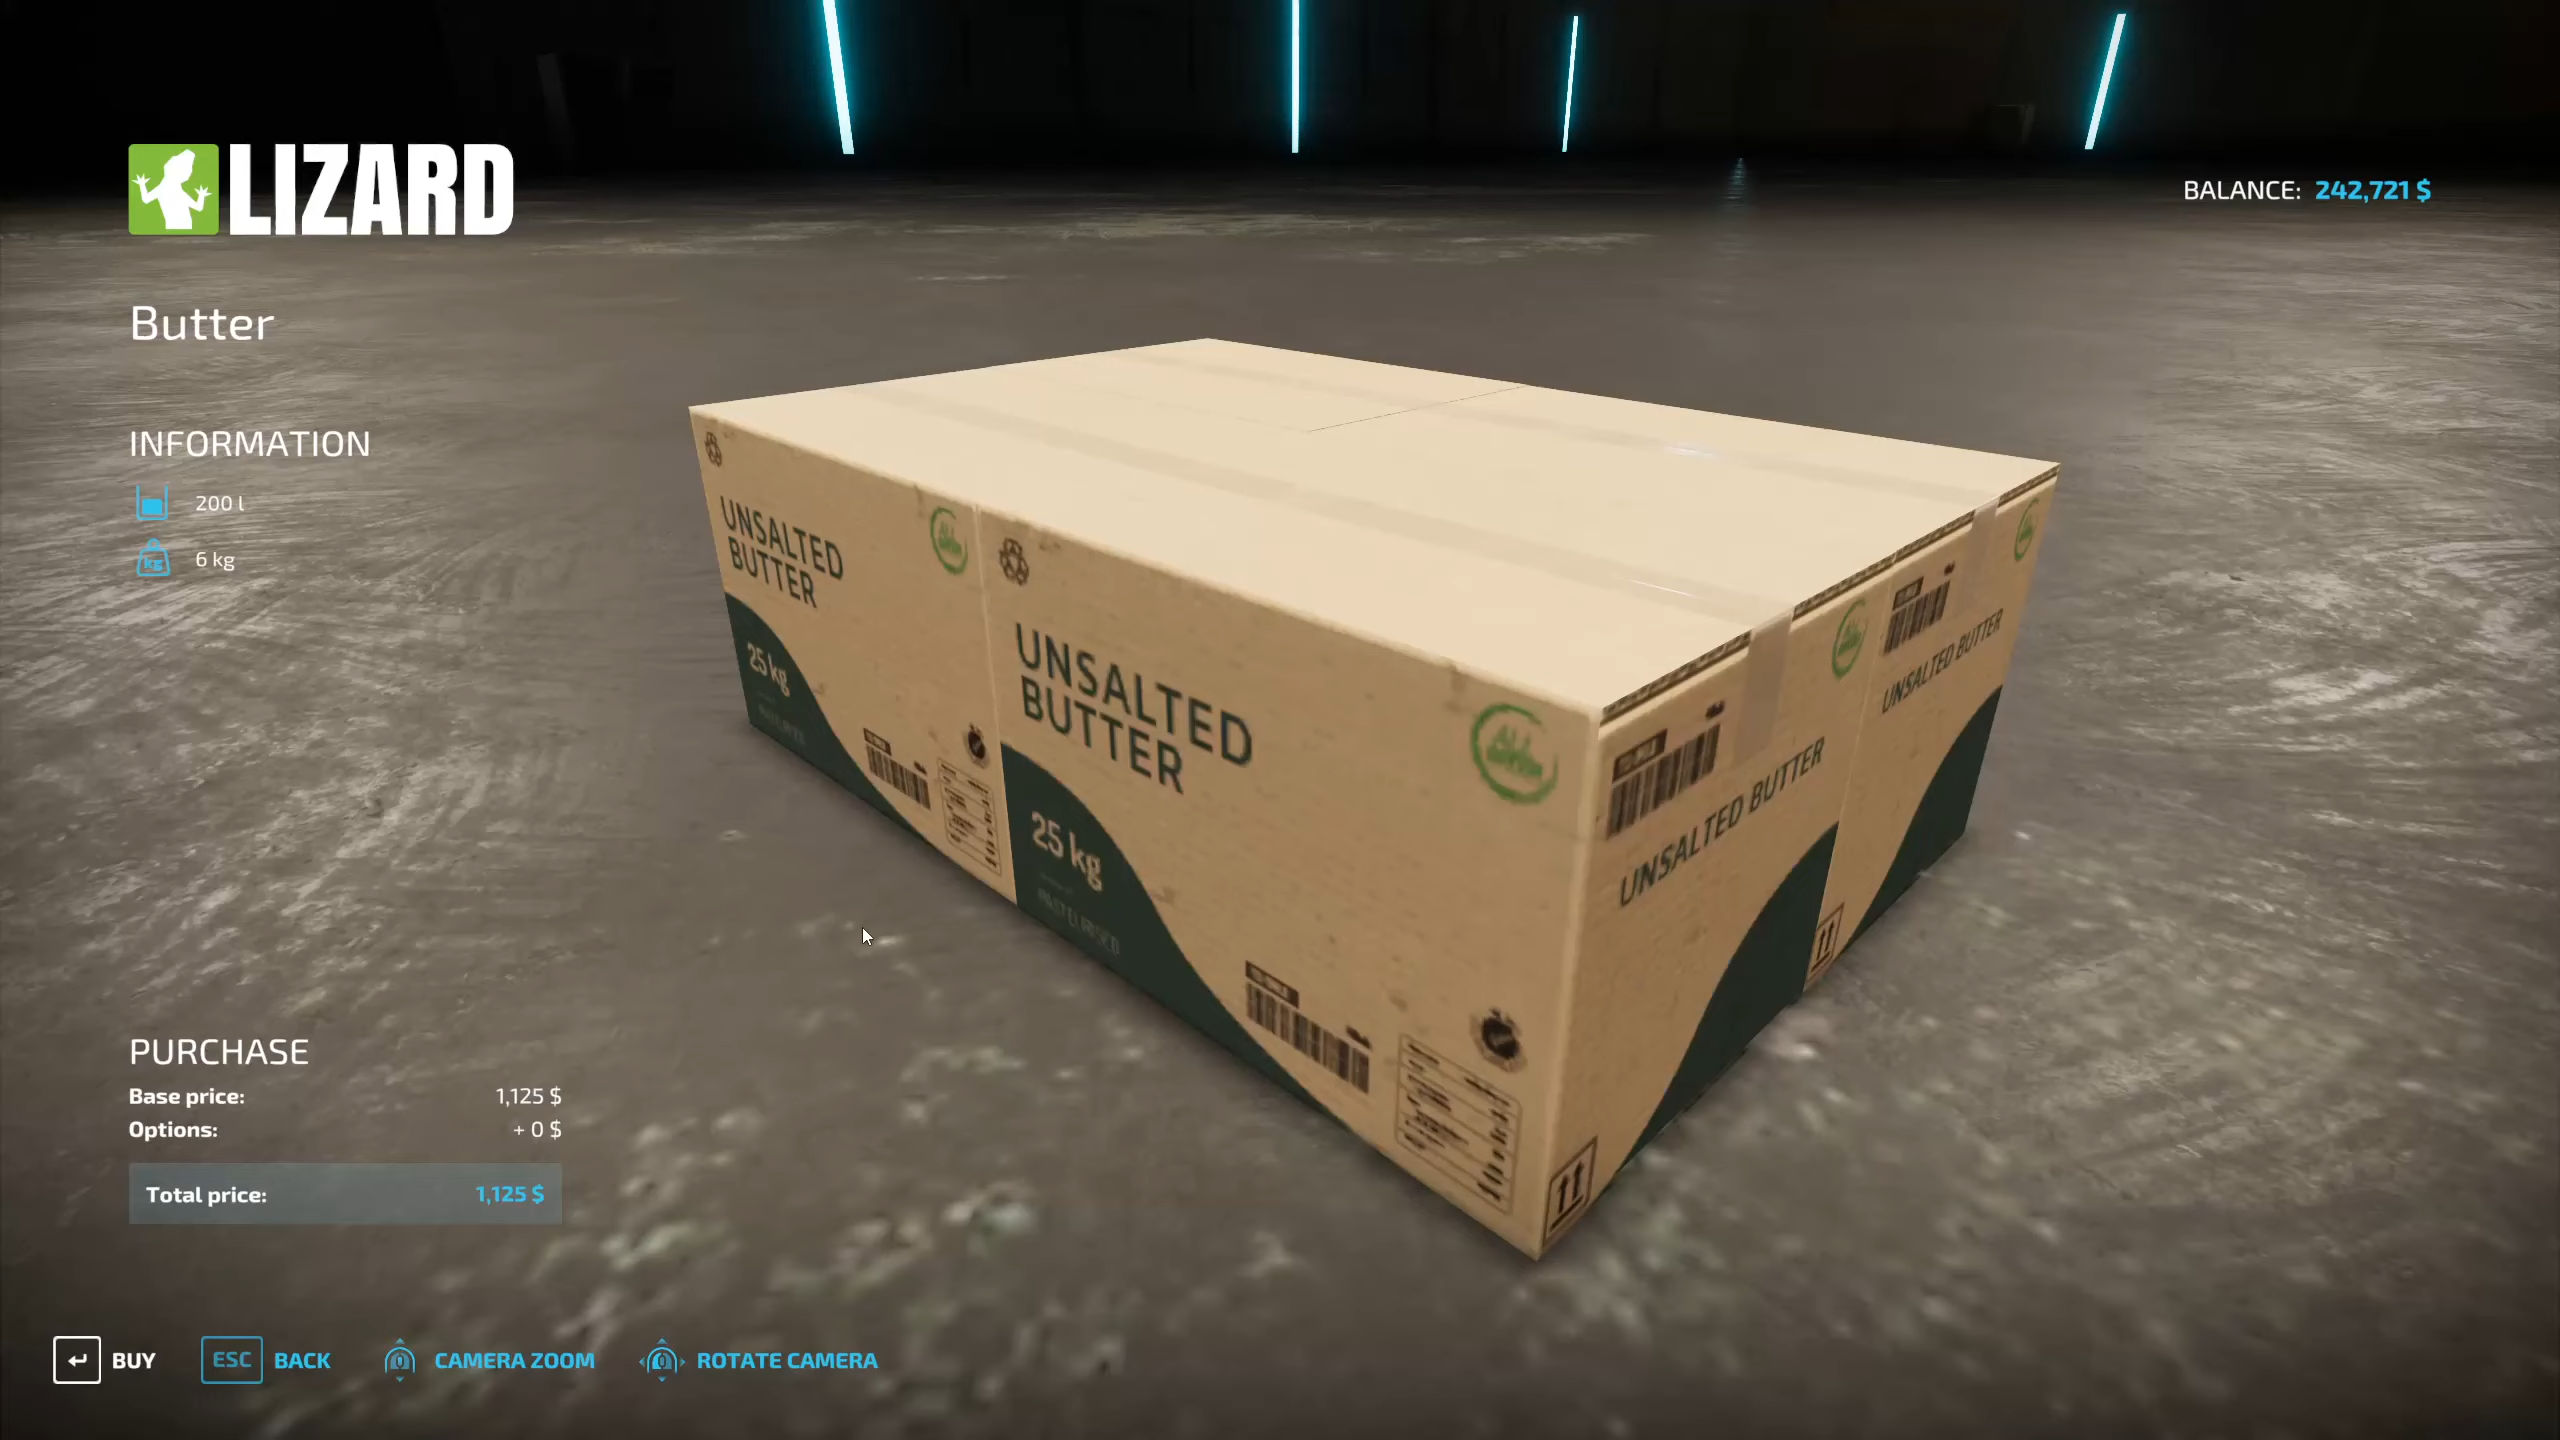 LIZARD
BALANCE: 242,721 $
Butter
INFORMATION
200 l
kg
6 kg
UNSALTED
BUTTER
25 kg
UNSALTED
BUTTER
25 kg
UNSALTED BUTTER
UNSALTED BUTTER
PURCHASE
Base price: 1,125 $
Options: + 0 $
Total price: 1,125 $
BUY
ESC BACK
CAMERA ZOOM
ROTATE CAMERA